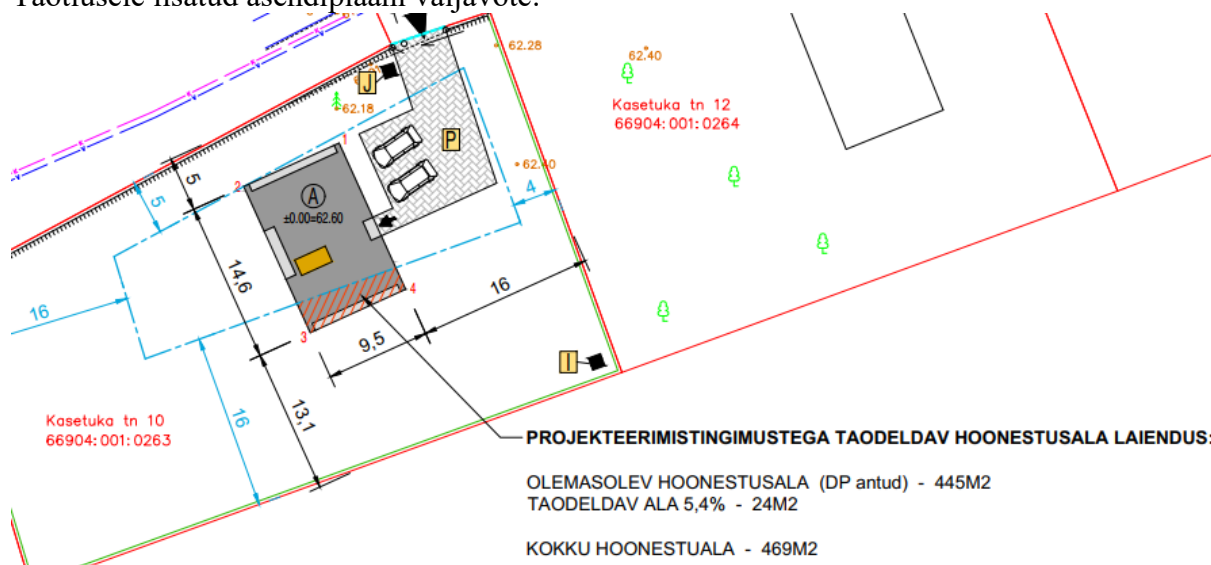 Taotlusele lisatud asendiplaani väljavõte:
62.28
62.40
J
62.18
Kasetuka tn 12
66904:001:0264
1
P
5
2
A
62.40
5
±0.00=62.60
4
14,6
16
4
16
3
9,5
I
16
13,1
Kasetuka tn 10
66904:001:0263
PROJEKTEERIMISTINGIMUSTEGA TAODELDAV HOONESTUSALA LAIENDUS:
OLEMASOLEV HOONESTUSALA (DP antud) - 445M2
TAODELDAV ALA 5,4% - 24M2
KOKKU HOONESTUALA - 469M2